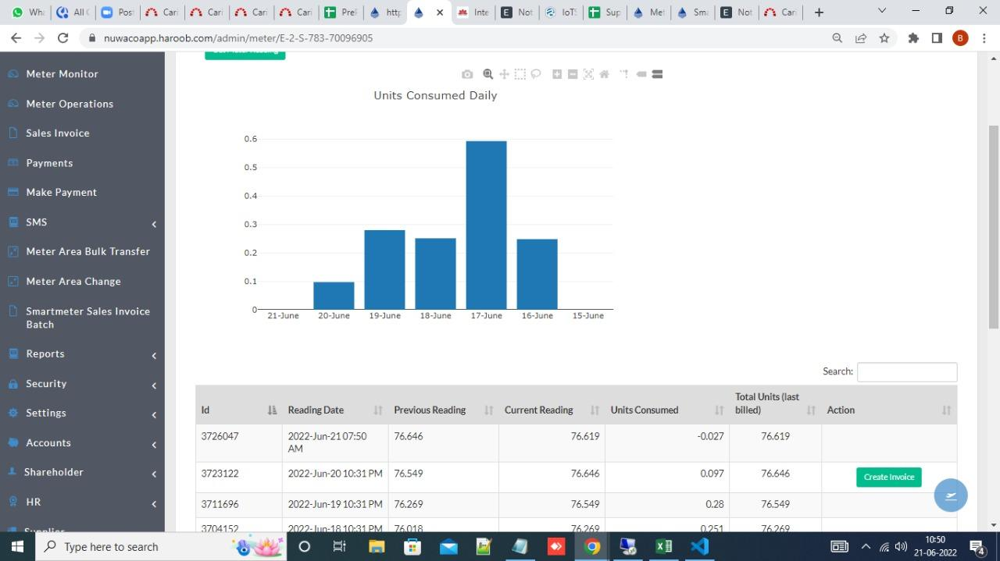 Wha
All C
Post
Cari
Cari
Cari
Cari
PreP
http
Inte
Not
IoTS
Sup
Met
Sma
Not
Cari
nuwacoapp.haroob.com/admin/meter/E-2-S-783-70096905
B
Meter Monitor
Meter Operations
Sales Invoice
Payments
Make Payment
SMS
Meter Area Bulk Transfer
Meter Area Change
Smartmeter Sales Invoice
Batch
Reports
Security
Settings
Accounts
Shareholder
HR
Supplier
Units Consumed Daily
0.6
0.5
0.4
0.3
0.2
0.1
0
21-June 20-June 19-June 18-June 17-June 16-June 15-June
Search:
Id Reading Date Previous Reading Current Reading Units Consumed Total Units (last billed) Action
3726047 2022-Jun-21 07:50 AM 76.646 76.619 -0.027 76.619
3723122 2022-Jun-20 10:31 PM 76.549 76.646 0.097 76.646 Create Invoice
3711696 2022-Jun-19 10:31 PM 76.269 76.549 0.28 76.549
3704152 2022-Jun-18 10:31 PM 76.018 76.269 0.251 76.269
Type here to search
10:50
21-06-2022
4